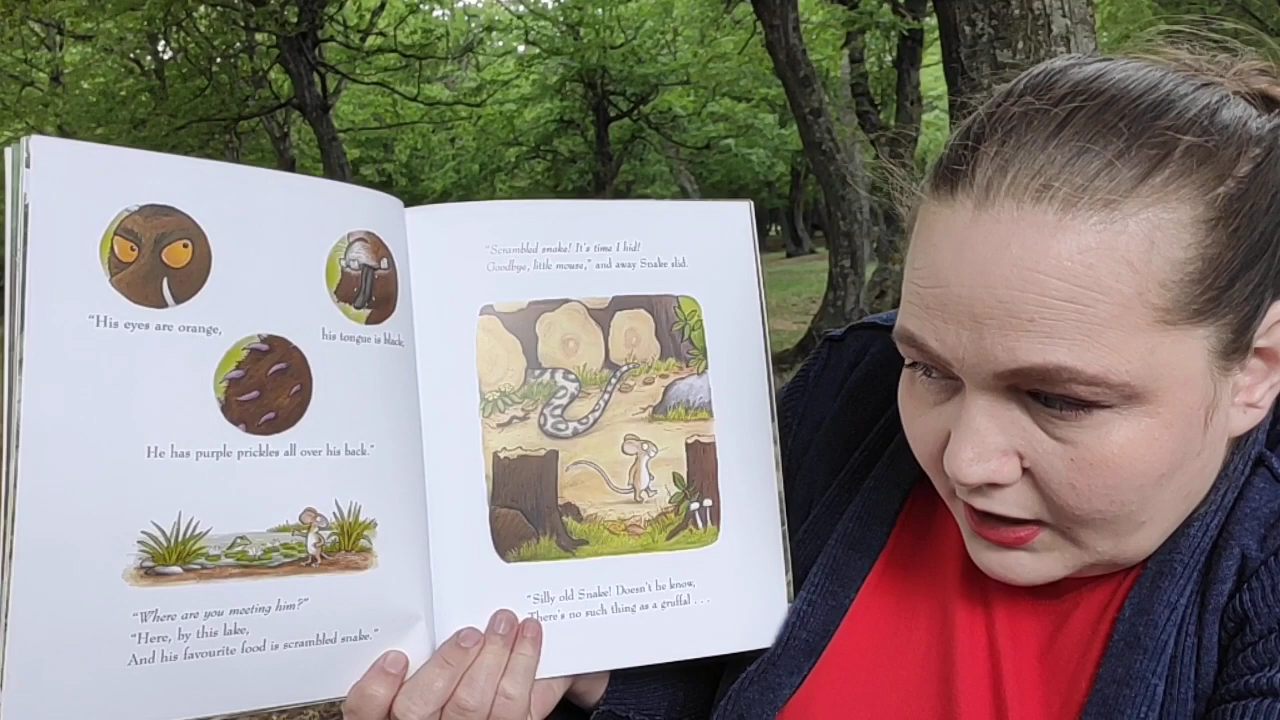 "His eyes are orange,
his tongue is black,
He has purple prickles all over his back."
"Where are you meeting him?"
"Here, by this lake,
And his favourite food is scrambled snake."
"Scrambled snake! It's time I hid!
Goodbye, little mouse," and away Snake slid.
"Silly old Snake! Doesn't he know,
There's no such thing as a gruffal . . .